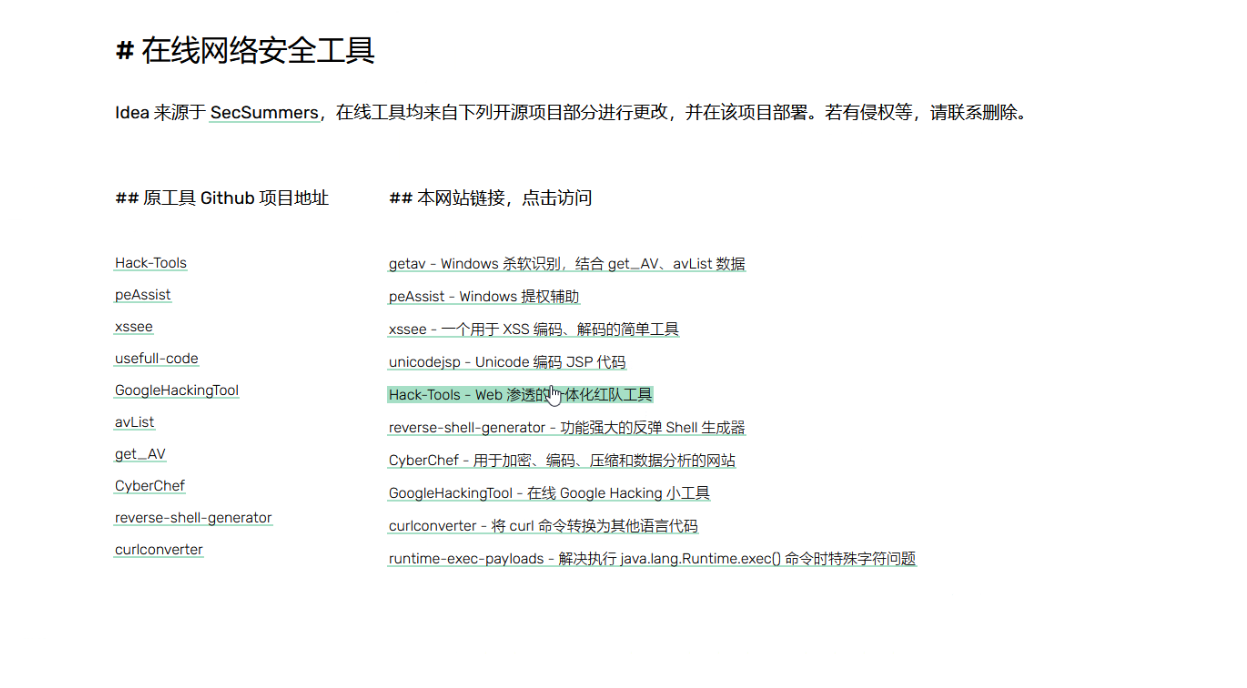 # 在线网络安全工具
Idea 来源于 SecSummers，在线工具均来自下列开源项目部分进行更改，并在该项目部署。若有侵权等，请联系删除。
## 原工具 Github 项目地址
Hack-Tools
peAssist
xssee
usefull-code
GoogleHackingTool
avList
get_AV
CyberChef
reverse-shell-generator
curlconverter
## 本网站链接，点击访问
getav - Windows 杀软识别，结合 get_AV、avList 数据
peAssist - Windows 提权辅助
xssee - 一个用于 XSS 编码、解码的简单工具
unicodejsp - Unicode 编码 JSP 代码
Hack-Tools - Web 渗透的一体化红队工具
reverse-shell-generator - 功能强大的反弹 Shell 生成器
CyberChef - 用于加密、编码、压缩和数据分析的网站
GoogleHackingTool - 在线 Google Hacking 小工具
curlconverter - 将 curl 命令转换为其他语言代码
runtime-exec-payloads - 解决执行 java.lang.Runtime.exec() 命令时特殊字符问题